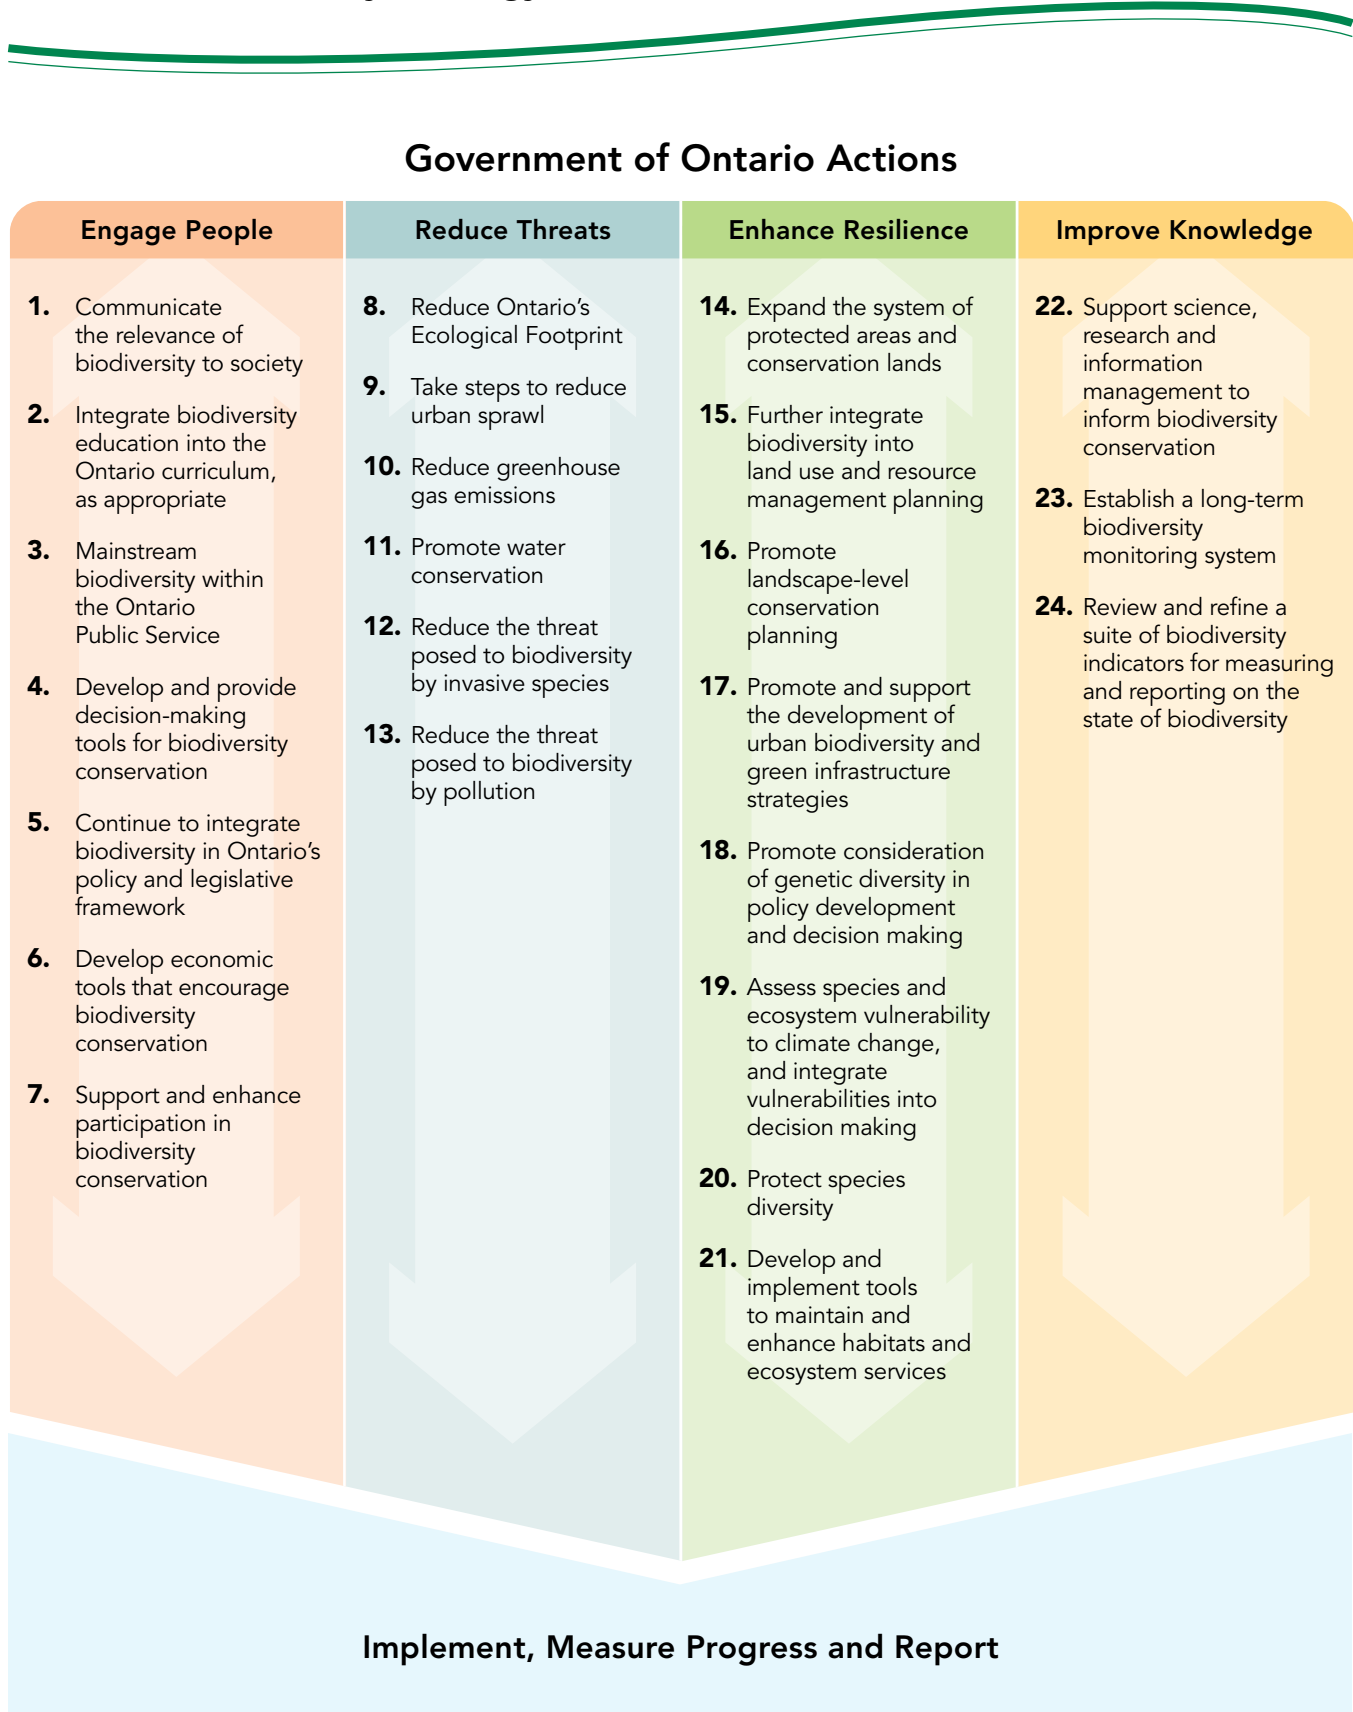 Government of Ontario Actions
Engage People
1. Communicate
the relevance of
biodiversity to society
2. Integrate biodiversity
education into the
Ontario curriculum,
as appropriate
3. Mainstream
biodiversity within
the Ontario
Public Service
4. Develop and provide
decision-making
tools for biodiversity
conservation
5. Continue to integrate
biodiversity in Ontario’s
policy and legislative
framework
6. Develop economic
tools that encourage
biodiversity
conservation
7. Support and enhance
participation in
biodiversity
conservation
Reduce Threats
8. Reduce Ontario’s
Ecological Footprint
9. Take steps to reduce
urban sprawl
10. Reduce greenhouse
gas emissions
11. Promote water
conservation
12. Reduce the threat
posed to biodiversity
by invasive species
13. Reduce the threat
posed to biodiversity
by pollution
Enhance Resilience
14. Expand the system of
protected areas and
conservation lands
15. Further integrate
biodiversity into
land use and resource
management planning
16. Promote
landscape-level
conservation
planning
17. Promote and support
the development of
urban biodiversity and
green infrastructure
strategies
18. Promote consideration
of genetic diversity in
policy development
and decision making
19. Assess species and
ecosystem vulnerability
to climate change,
and integrate
vulnerabilities into
decision making
20. Protect species
diversity
21. Develop and
implement tools
to maintain and
enhance habitats and
ecosystem services
Improve Knowledge
22. Support science,
research and
information
management to
inform biodiversity
conservation
23. Establish a long-term
biodiversity
monitoring system
24. Review and refine a
suite of biodiversity
indicators for measuring
and reporting on the
state of biodiversity
Implement, Measure Progress and Report